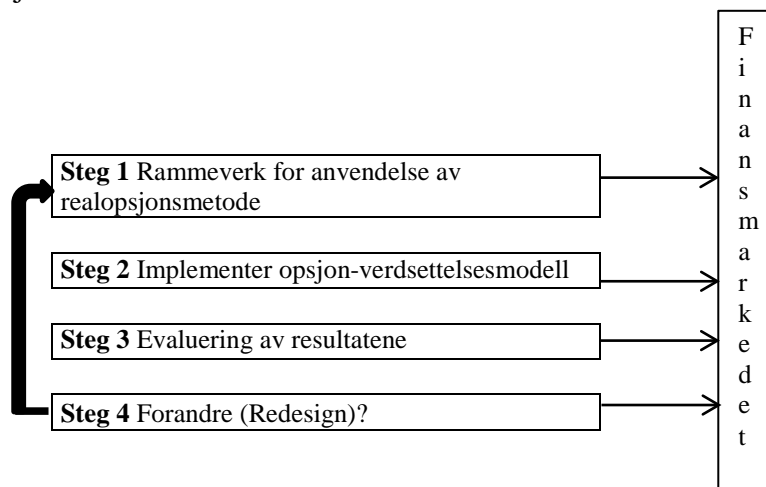 Steg 1 Rammeverk for anvendelse av
realopsjonsmetode
Steg 2 Implementer opsjon-verdsettelsesmodell
Steg 3 Evaluering av resultatene
Steg 4 Forandre (Redesign)?
F
i
n
a
n
s
m
a
r
k
e
d
e
t